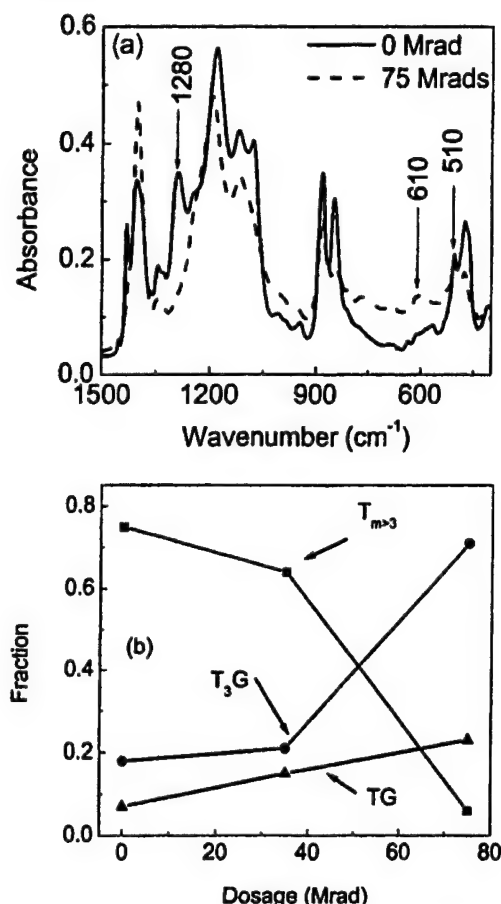 (a)
0 Mrad
75 Mrads
1280
610
510
0.6
0.4
0.2
0.0
Absorbance
1500
1200
900
600
Wavenumber (cm⁻¹)
(b)
Tm>3
T₃G
TG
0.8
0.6
0.4
0.2
0.0
Fraction
0
20
40
60
80
Dosage (Mrad)